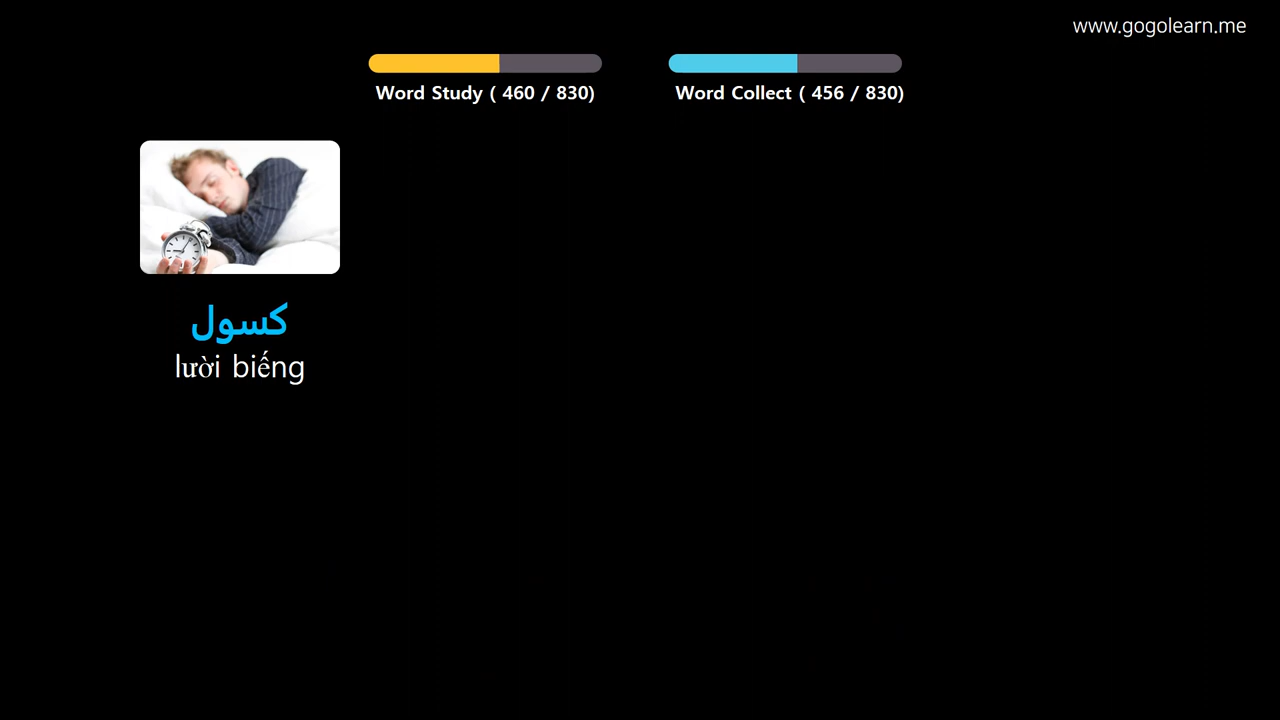 www.gogolearn.me
Word Study ( 460 / 830)
Word Collect ( 456 / 830)
كسول
lười biếng